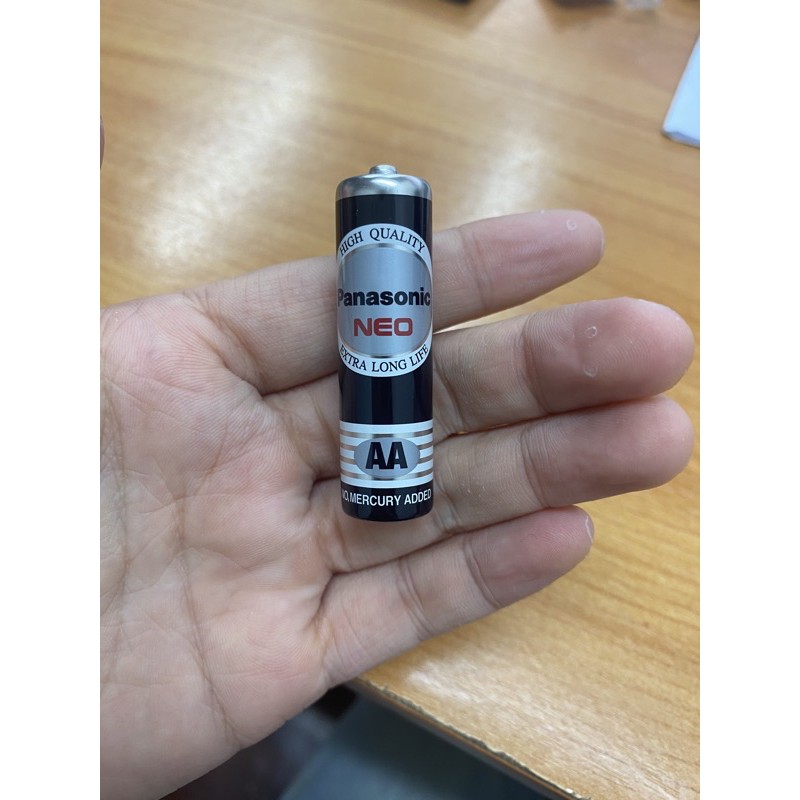 HIGH QUALITY
Panasonic
NEO
EXTRA LONG LIFE
AA
NO.MERCURY ADDED